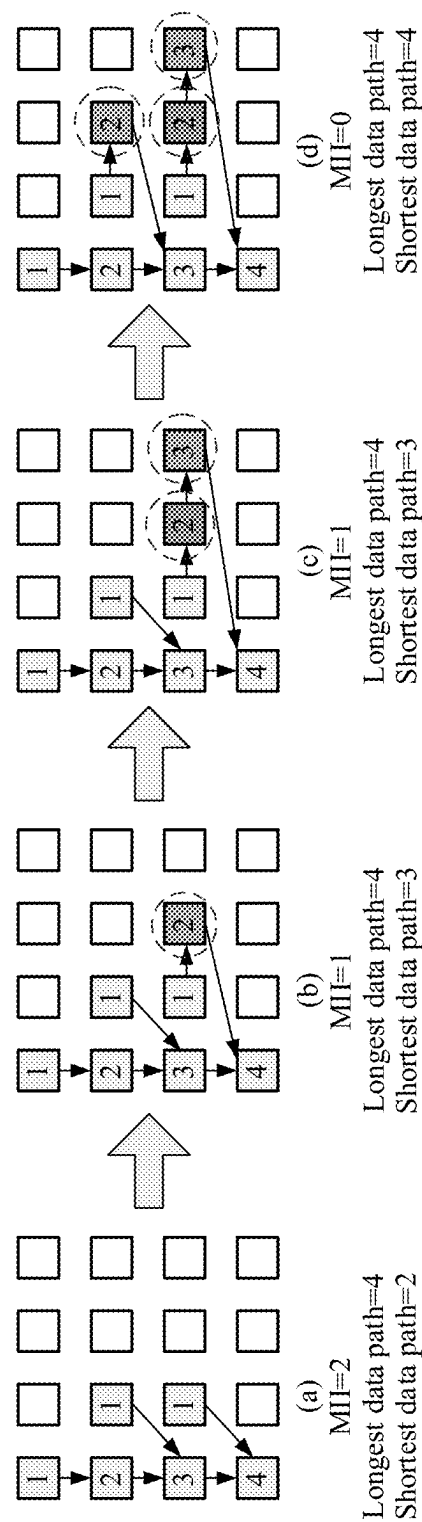 1
2 1
3 1
4
(a)
MII=2
Longest data path=4
Shortest data path=2
1
2 1
3 1 2
4
(b)
MII=1
Longest data path=4
Shortest data path=3
1
2 1
3 1 2 3
4
(c)
MII=1
Longest data path=4
Shortest data path=3
1
2 1 2
3 1 2 3
4
(d)
MII=0
Longest data path=4
Shortest data path=4